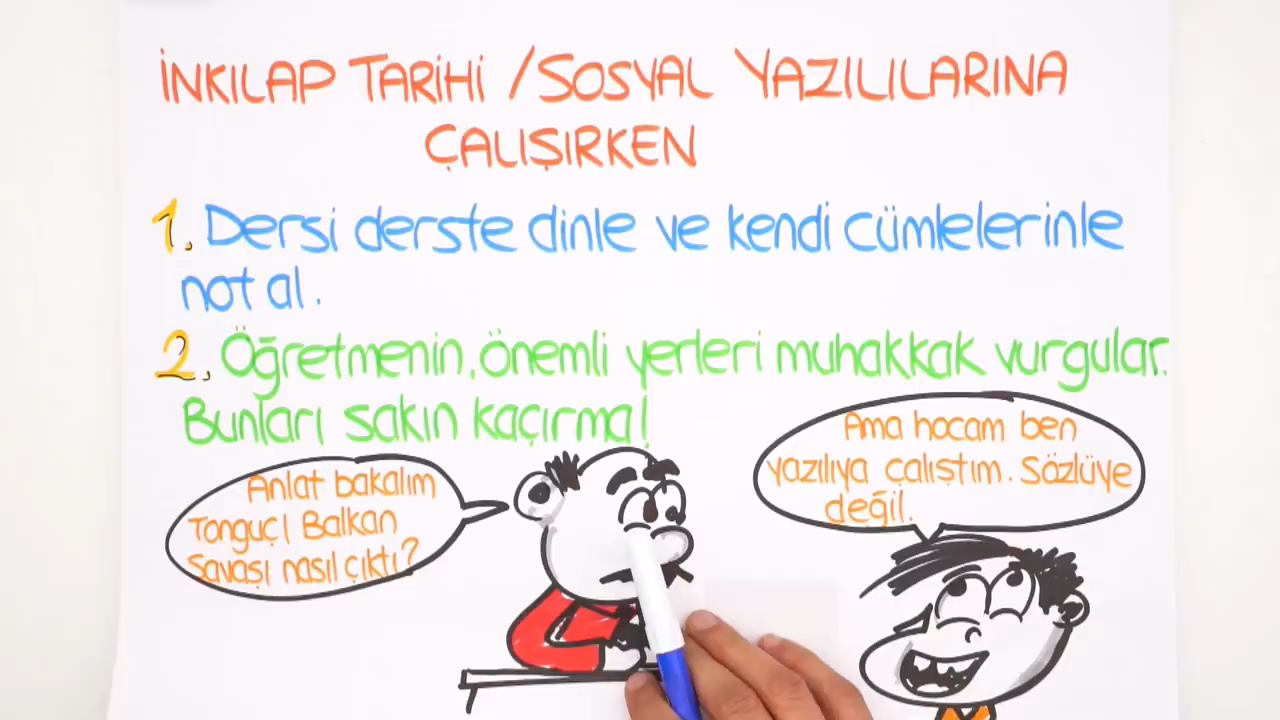 İNKILAP TARİHİ / SOSYAL YAZILILARINA
ÇALIŞIRKEN
1. Dersi derste dinle ve kendi cümlelerinle
not al.
2. Öğretmenin, önemli yerleri muhakkak vurgular.
Bunları sakın kaçırma!
Anlat bakalım
Tonguç! Balkan
Savaşı nasıl çıktı?
Ama hocam ben
yazılıya çalıştım. Sözlüye
değil.